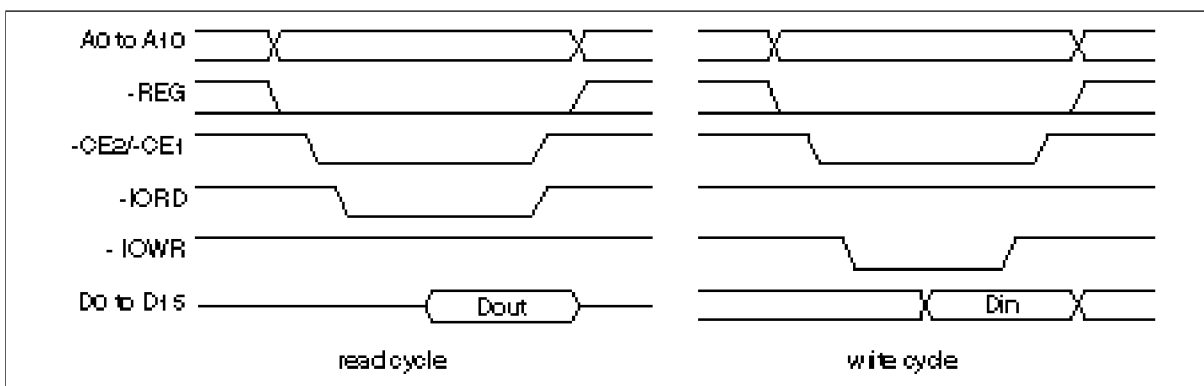 A0 to A10
-REG
-CE2/-CE1
-IORD
- IOWR
D0 to D15
Dout
Din
read cycle
write cycle